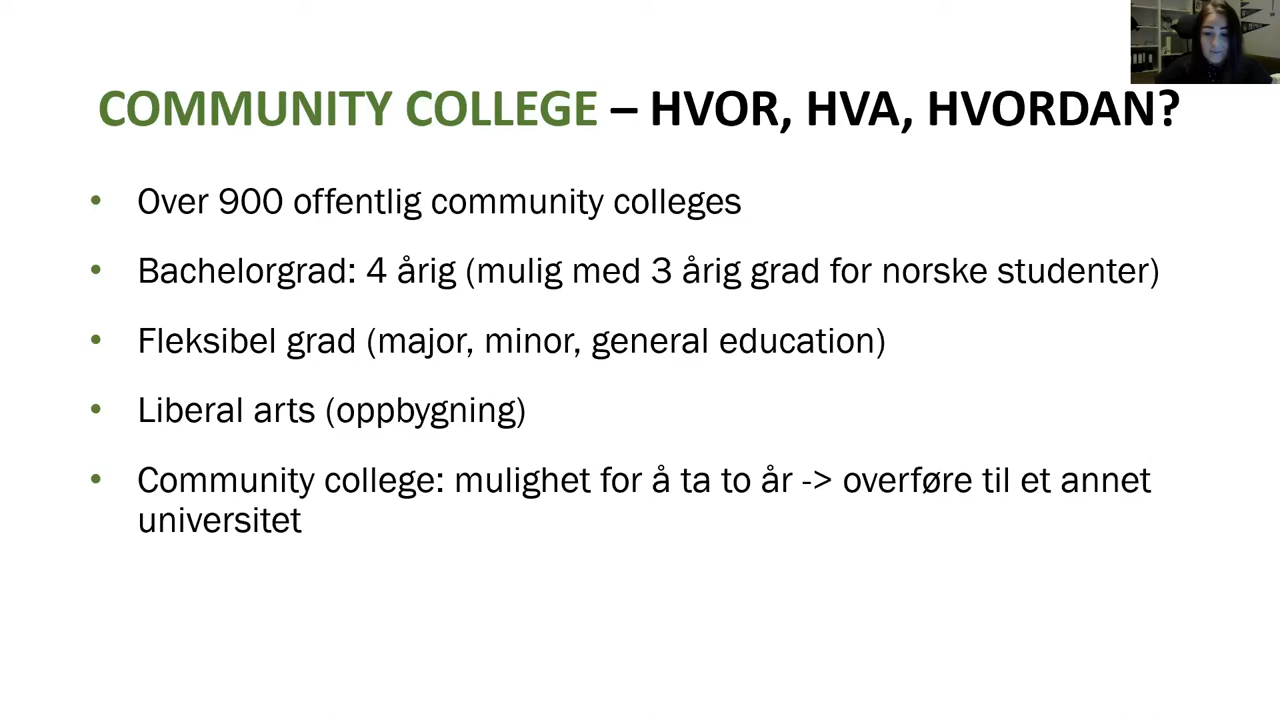 COMMUNITY COLLEGE – HVOR, HVA, HVORDAN?
• Over 900 offentlig community colleges
• Bachelorgrad: 4 årig (mulig med 3 årig grad for norske studenter)
• Fleksibel grad (major, minor, general education)
• Liberal arts (oppbygning)
• Community college: mulighet for å ta to år -> overføre til et annet
universitet